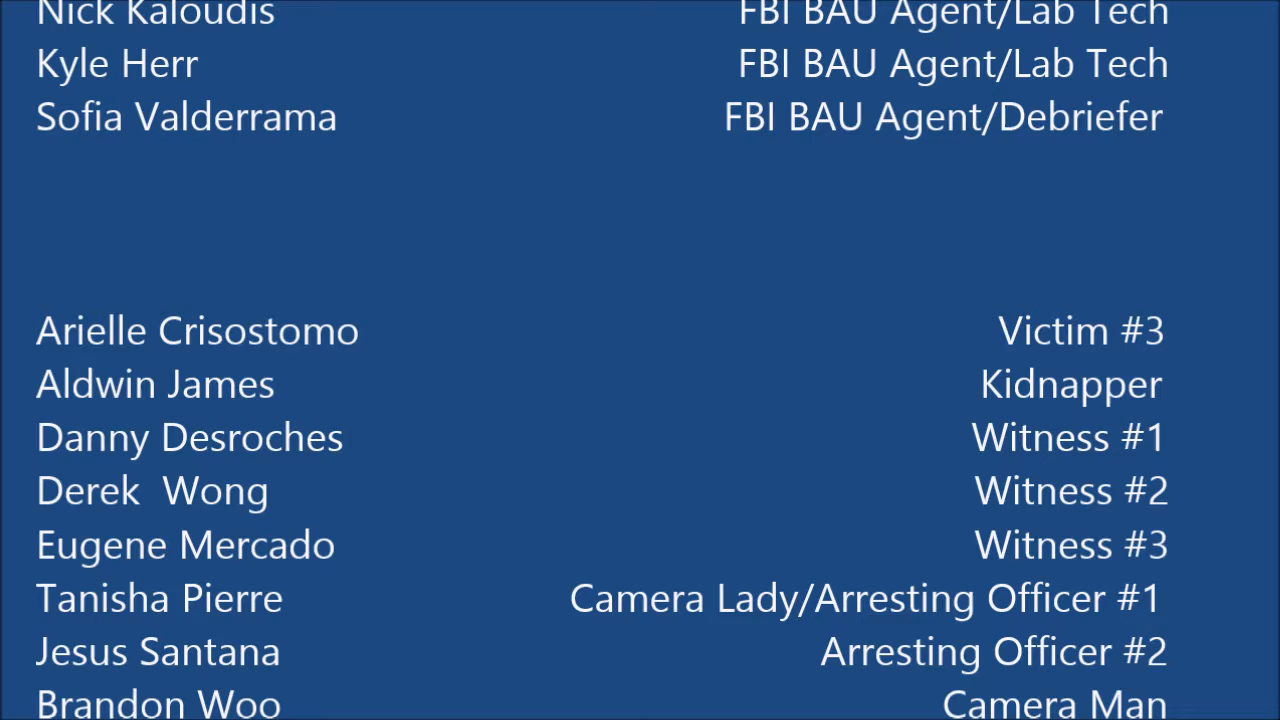 Nick Kaloudis FBI BAU Agent/Lab Tech
Kyle Herr FBI BAU Agent/Lab Tech
Sofia Valderrama FBI BAU Agent/Debriefer
Arielle Crisostomo Victim #3
Aldwin James Kidnapper
Danny Desroches Witness #1
Derek  Wong Witness #2
Eugene Mercado Witness #3
Tanisha Pierre Camera Lady/Arresting Officer #1
Jesus Santana Arresting Officer #2
Brandon Woo Camera Man